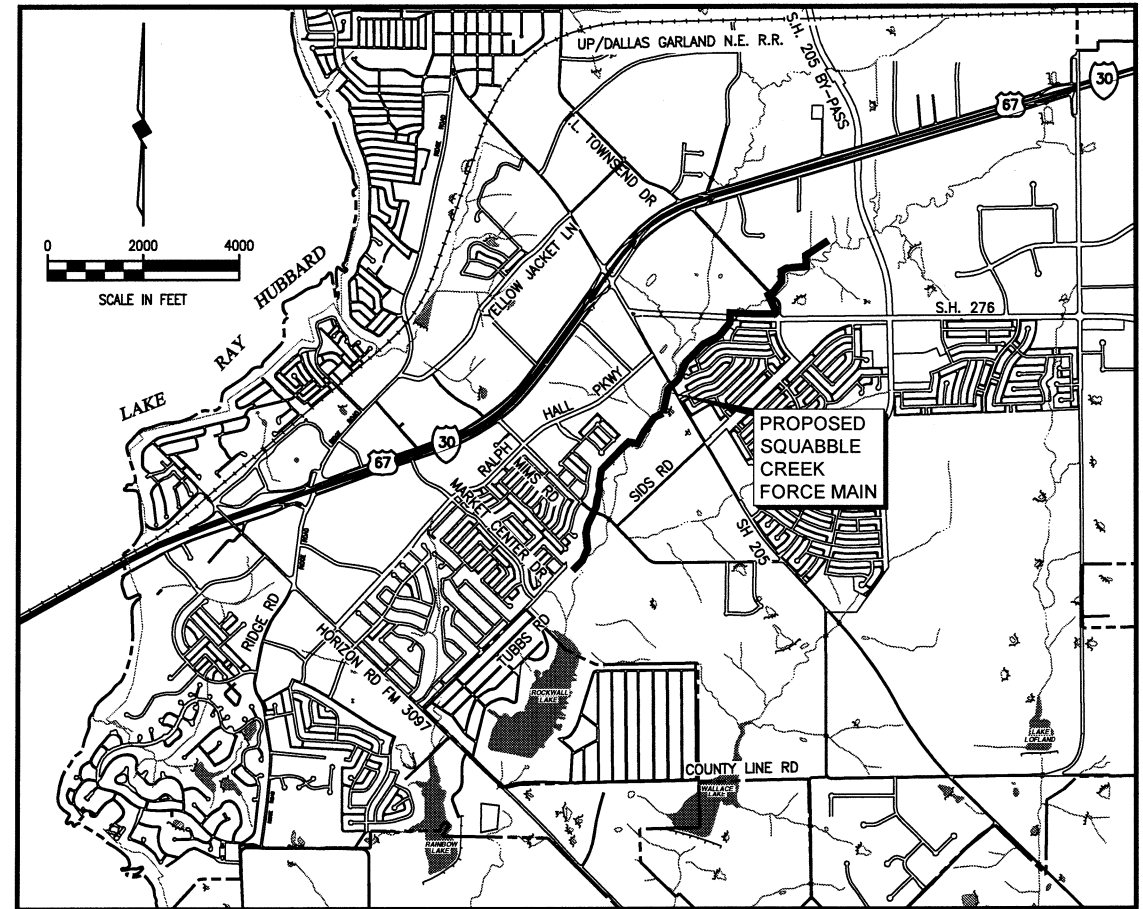 UP/DALLAS GARLAND N.E. R.R.
S.H. 205 BY-PASS
30
67
.L. TOWNSEND DR
0 2000 4000
SCALE IN FEET
LAKE RAY HUBBARD
ELLOW JACKET LN
S.H. 276
HALL PKWY
RALPH
30
67
MIMS RD
SIDS RD
PROPOSED
SQUABBLE
CREEK
FORCE MAIN
MARKET CENTER DR
SH 205
RIDGE RD
HORIZON RD FM 3097
TUBBS RD
ROCKWALL
LAKE
LAKE
LOFLAND
COUNTY LINE RD
WALLACE
LAKE
RAINBOW
LAKE